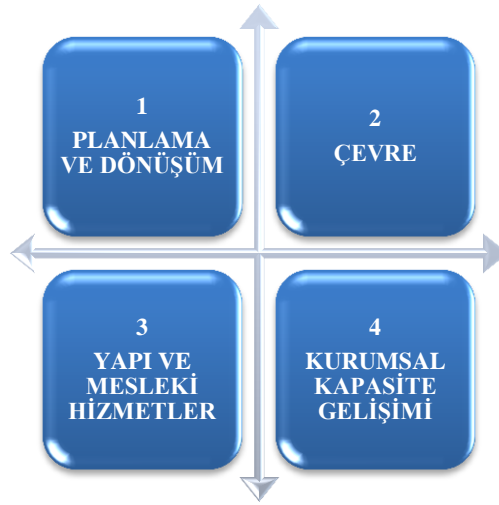 1
PLANLAMA
VE DÖNÜŞÜM
2
ÇEVRE
3
YAPI VE
MESLEKİ
HİZMETLER
4
KURUMSAL
KAPASİTE
GELİŞİMİ